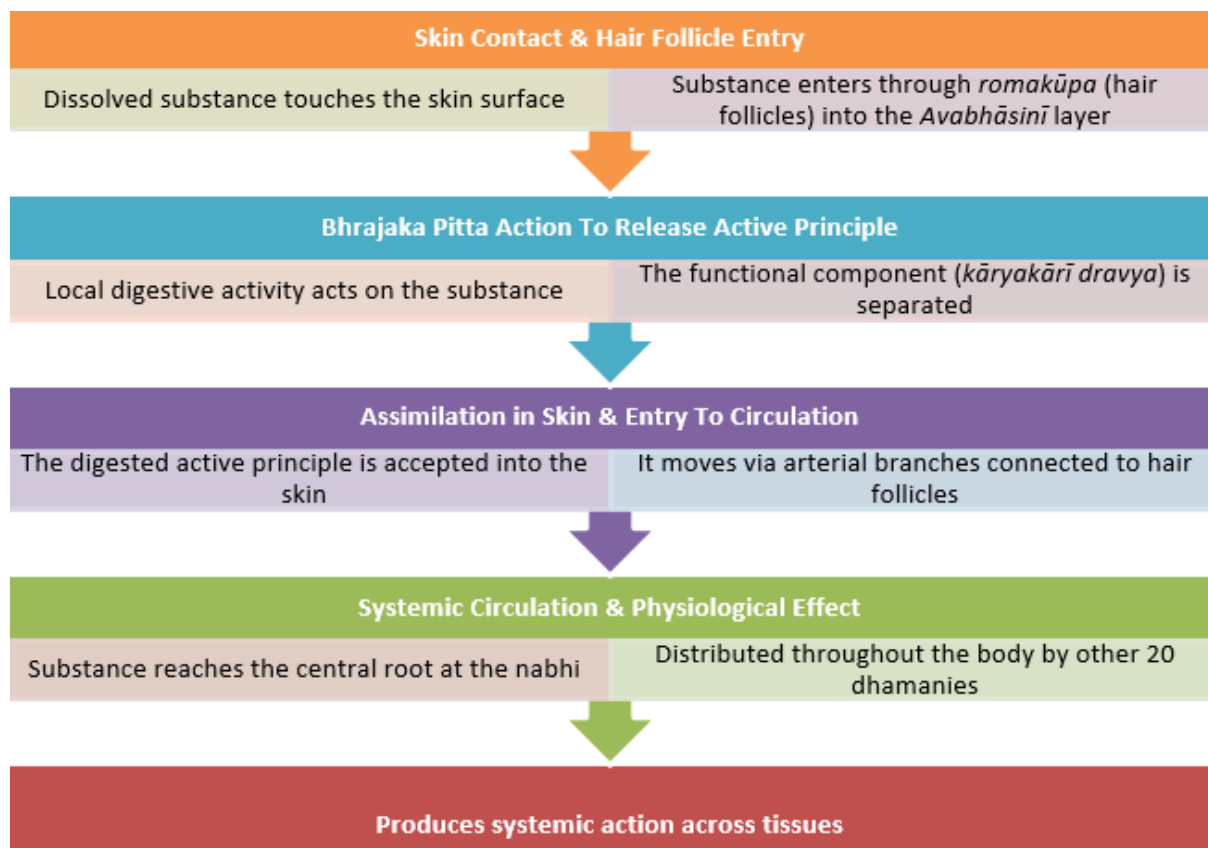 Skin Contact & Hair Follicle Entry
Dissolved substance touches the skin surface
Substance enters through romakūpa (hair
follicles) into the Avabhāsinī layer
Bhrajaka Pitta Action To Release Active Principle
Local digestive activity acts on the substance
The functional component (kāryakārī dravya) is
separated
Assimilation in Skin & Entry To Circulation
The digested active principle is accepted into the
skin
It moves via arterial branches connected to hair
follicles
Systemic Circulation & Physiological Effect
Substance reaches the central root at the nabhi
Distributed throughout the body by other 20
dhamanies
Produces systemic action across tissues